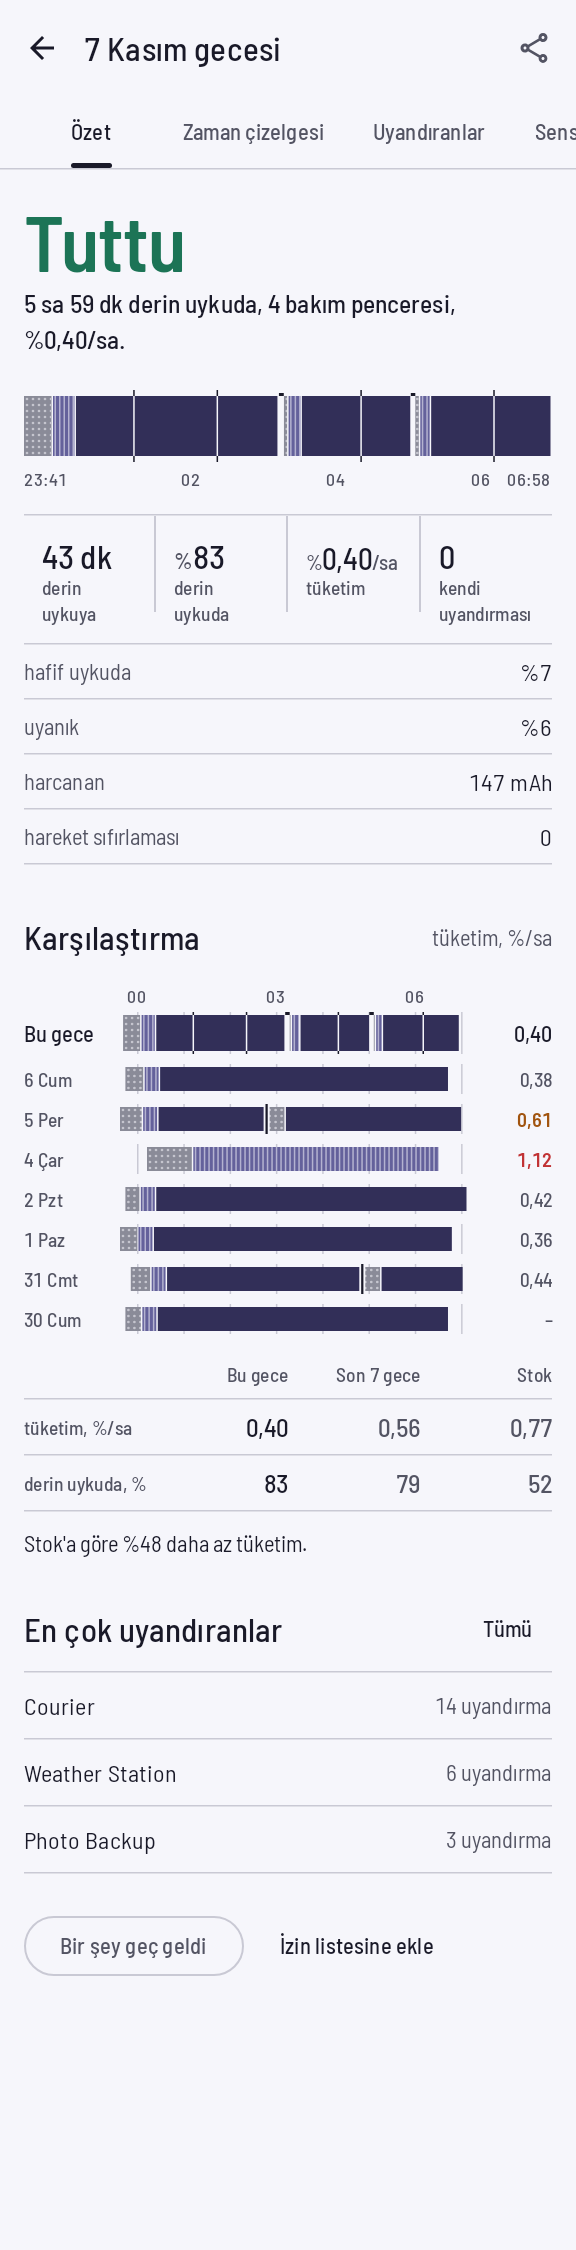 7 Kasım gecesi
Özet Zaman çizelgesi Uyandıranlar Sens
Tuttu
5 sa 59 dk derin uykuda, 4 bakım penceresi,
%0,40/sa.
23:41 02 04 06 06:58
43 dk %83 %0,40/sa 0
derin derin tüketim kendi
uykuya uykuda uyandırması
hafif uykuda %7
uyanık %6
harcanan 147 mAh
hareket sıfırlaması 0
Karşılaştırma tüketim, %/sa
00 03 06
Bu gece 0,40
6 Cum 0,38
5 Per 0,61
4 Çar 1,12
2 Pzt 0,42
1 Paz 0,36
31 Cmt 0,44
30 Cum –
Bu gece Son 7 gece Stok
tüketim, %/sa 0,40 0,56 0,77
derin uykuda, % 83 79 52
Stok'a göre %48 daha az tüketim.
En çok uyandıranlar Tümü
Courier 14 uyandırma
Weather Station 6 uyandırma
Photo Backup 3 uyandırma
Bir şey geç geldi İzin listesine ekle